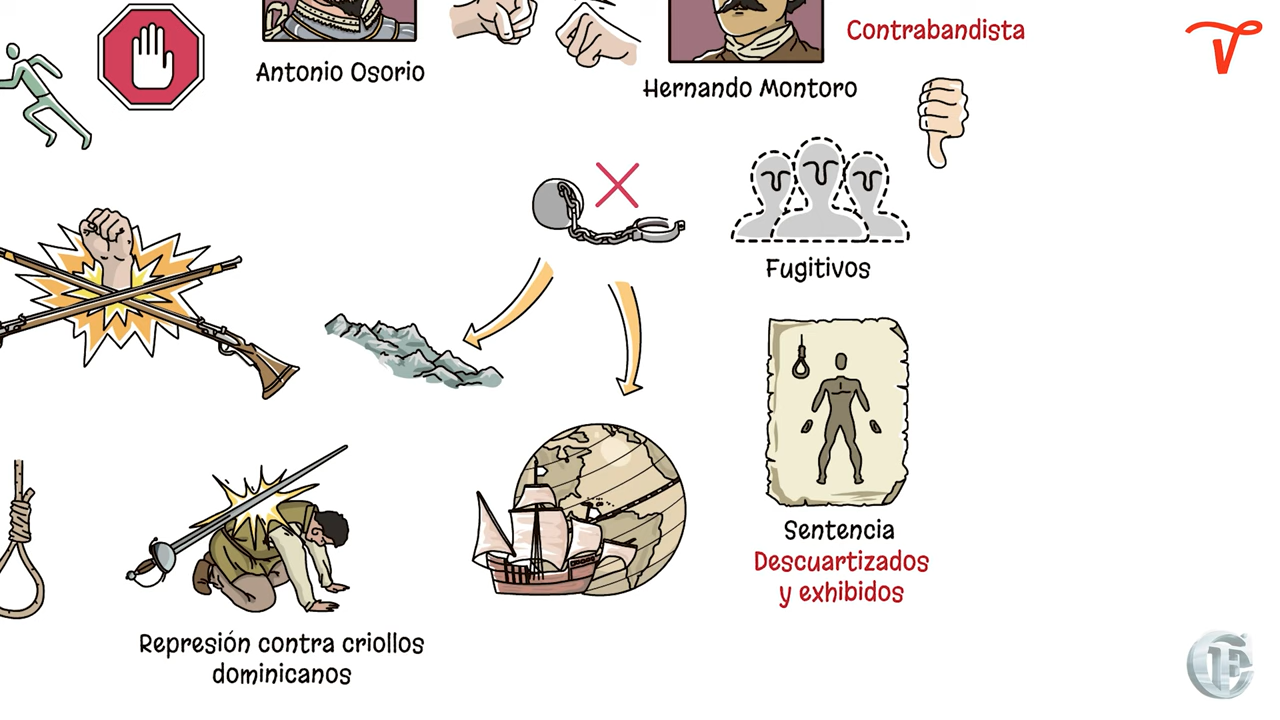 Contrabandista
Antonio Osorio
Hernando Montoro
Fugitivos
Sentencia
Descuartizados
y exhibidos
Represión contra criollos
dominicanos